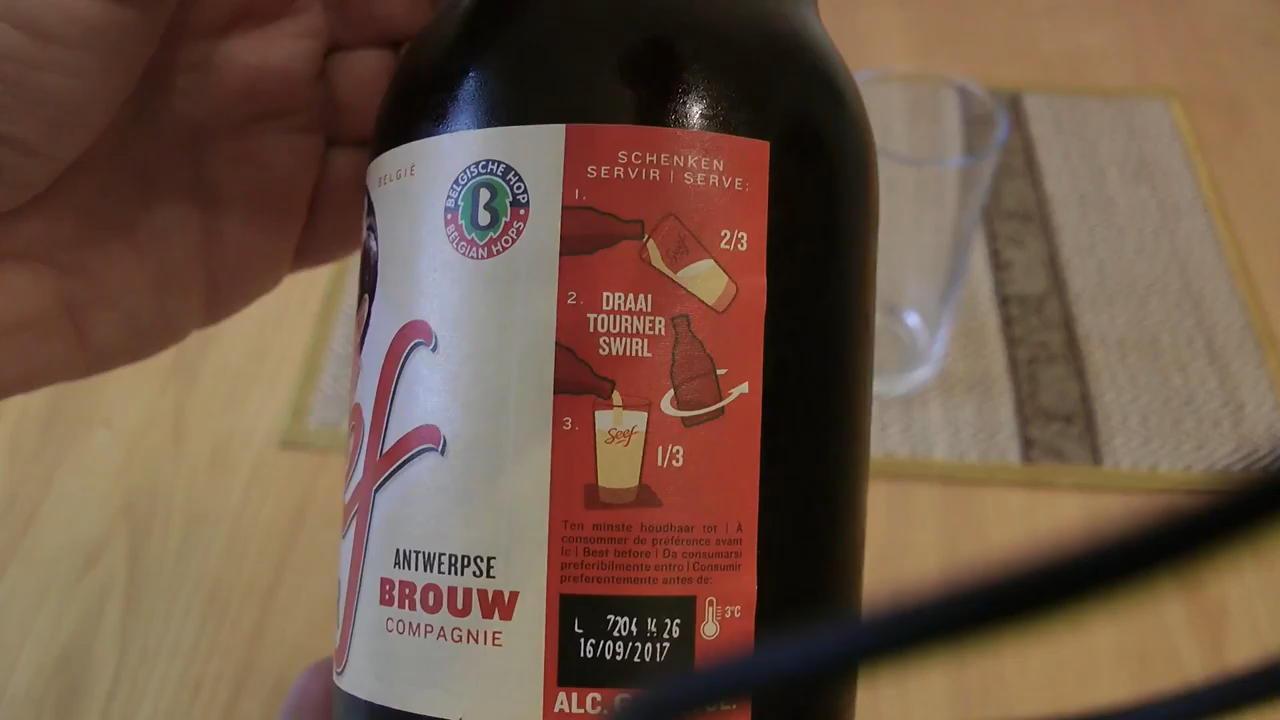 BELGIË
BELGISCHE HOP
B
BELGIAN HOPS
ANTWERPSE
BROUW
COMPAGNIE
SCHENKEN
SERVIR | SERVE:
1.
Seef
2/3
2.
DRAAI
TOURNER
SWIRL
3.
Seef
1/3
Ten minste houdbaar tot | À
consommer de préférence avant
le | Best before | Da consumarsi
preferibilmente entro | Consumir
preferentemente antes de:
3°C
L 7204 14 26
16/09/2017
ALC.